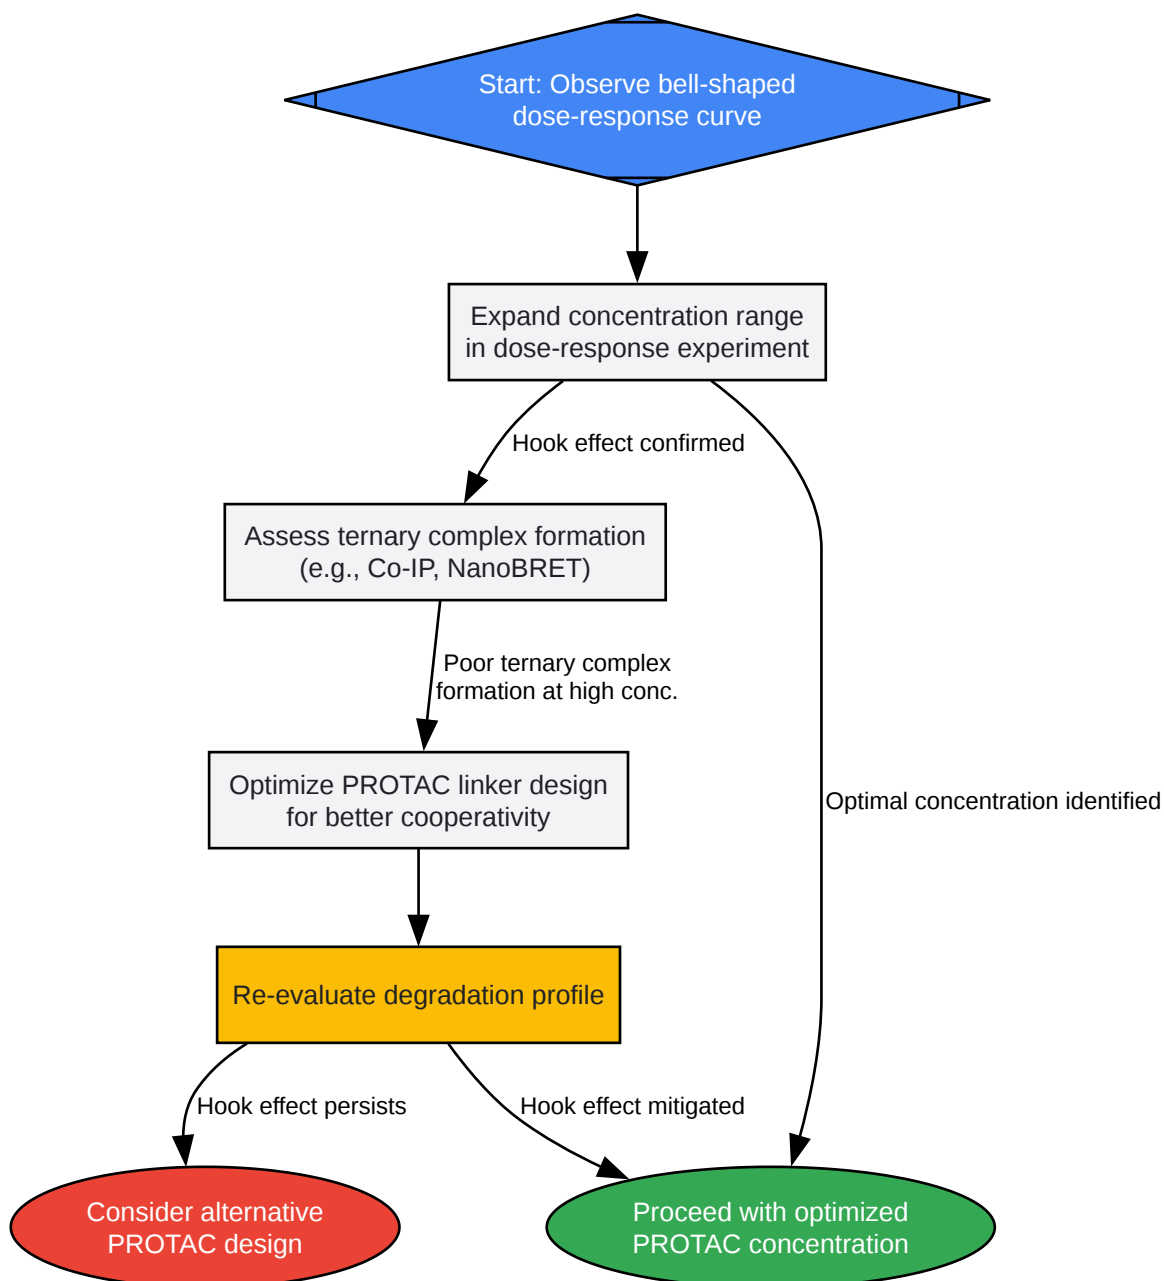 Start: Observe bell-shaped
dose-response curve
Expand concentration range
in dose-response experiment
Hook effect confirmed
Assess ternary complex formation
(e.g., Co-IP, NanoBRET)
Poor ternary complex
formation at high conc.
Optimize PROTAC linker design
for better cooperativity
Optimal concentration identified
Re-evaluate degradation profile
Hook effect persists
Hook effect mitigated
Consider alternative
PROTAC design
Proceed with optimized
PROTAC concentration